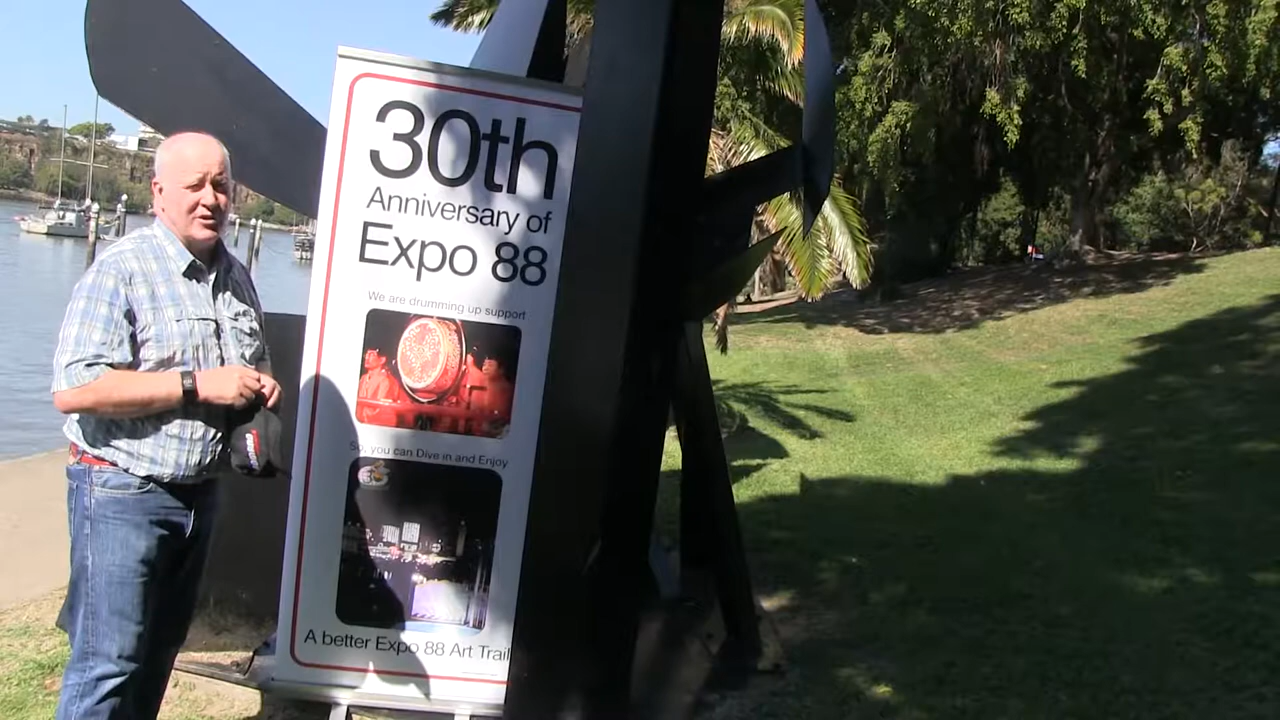 30th
Anniversary of
Expo 88
We are drumming up support
So, you can Dive in and Enjoy
A better Expo 88 Art Trail